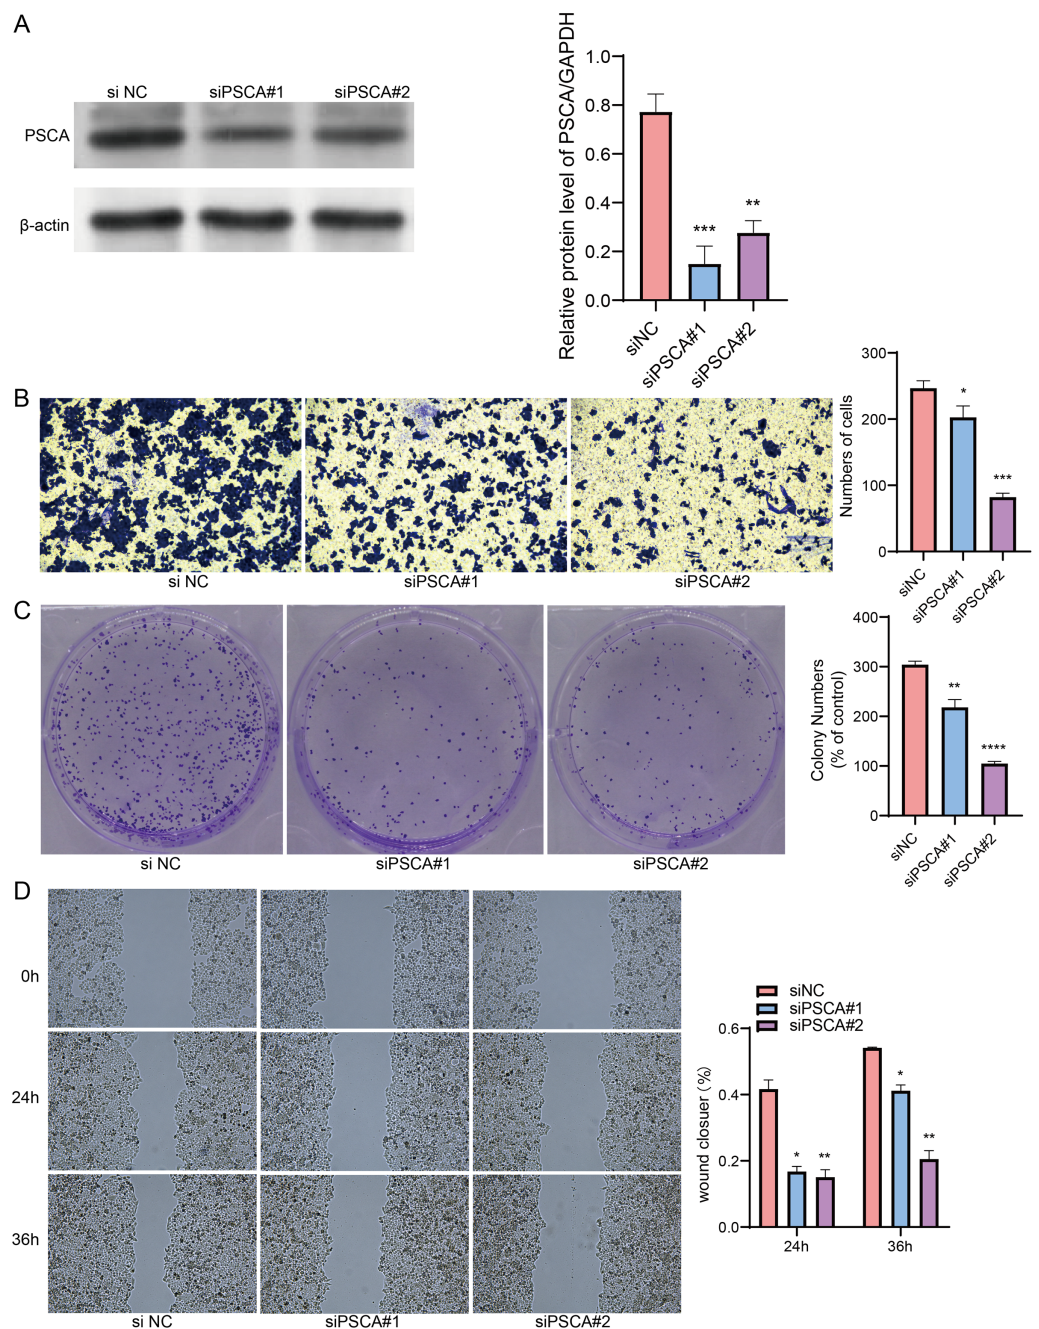 A
si NC
siPSCA#1
siPSCA#2
PSCA
β-actin
Relative protein level of PSCA/GAPDH
1.0
0.8
0.6
0.4
0.2
0.0
***
**
siNC
siPSCA#1
siPSCA#2
B
si NC
siPSCA#1
siPSCA#2
Numbers of cells
300
200
100
0
*
***
siNC
siPSCA#1
siPSCA#2
C
si NC
siPSCA#1
siPSCA#2
Colony Numbers
(% of control)
400
300
200
100
0
**
****
siNC
siPSCA#1
siPSCA#2
D
0h
24h
36h
si NC
siPSCA#1
siPSCA#2
siNC
siPSCA#1
siPSCA#2
wound closuer (%)
0.6
0.4
0.2
0.0
*
**
*
**
24h
36h